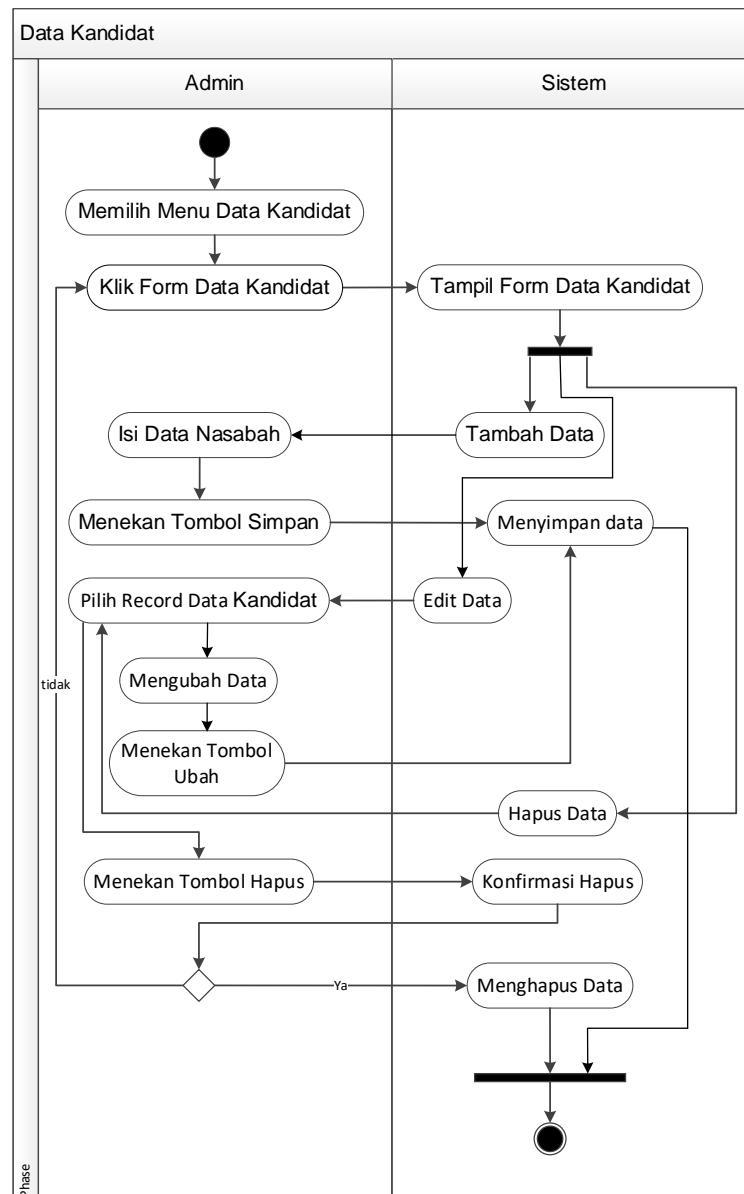 Data Kandidat
Admin
Sistem
Memilih Menu Data Kandidat
Klik Form Data Kandidat
Tampil Form Data Kandidat
Isi Data Nasabah
Tambah Data
Menekan Tombol Simpan
Menyimpan data
Pilih Record Data Kandidat
Edit Data
tidak
Mengubah Data
Menekan Tombol
Ubah
Hapus Data
Menekan Tombol Hapus
Konfirmasi Hapus
Ya
Menghapus Data
Phase